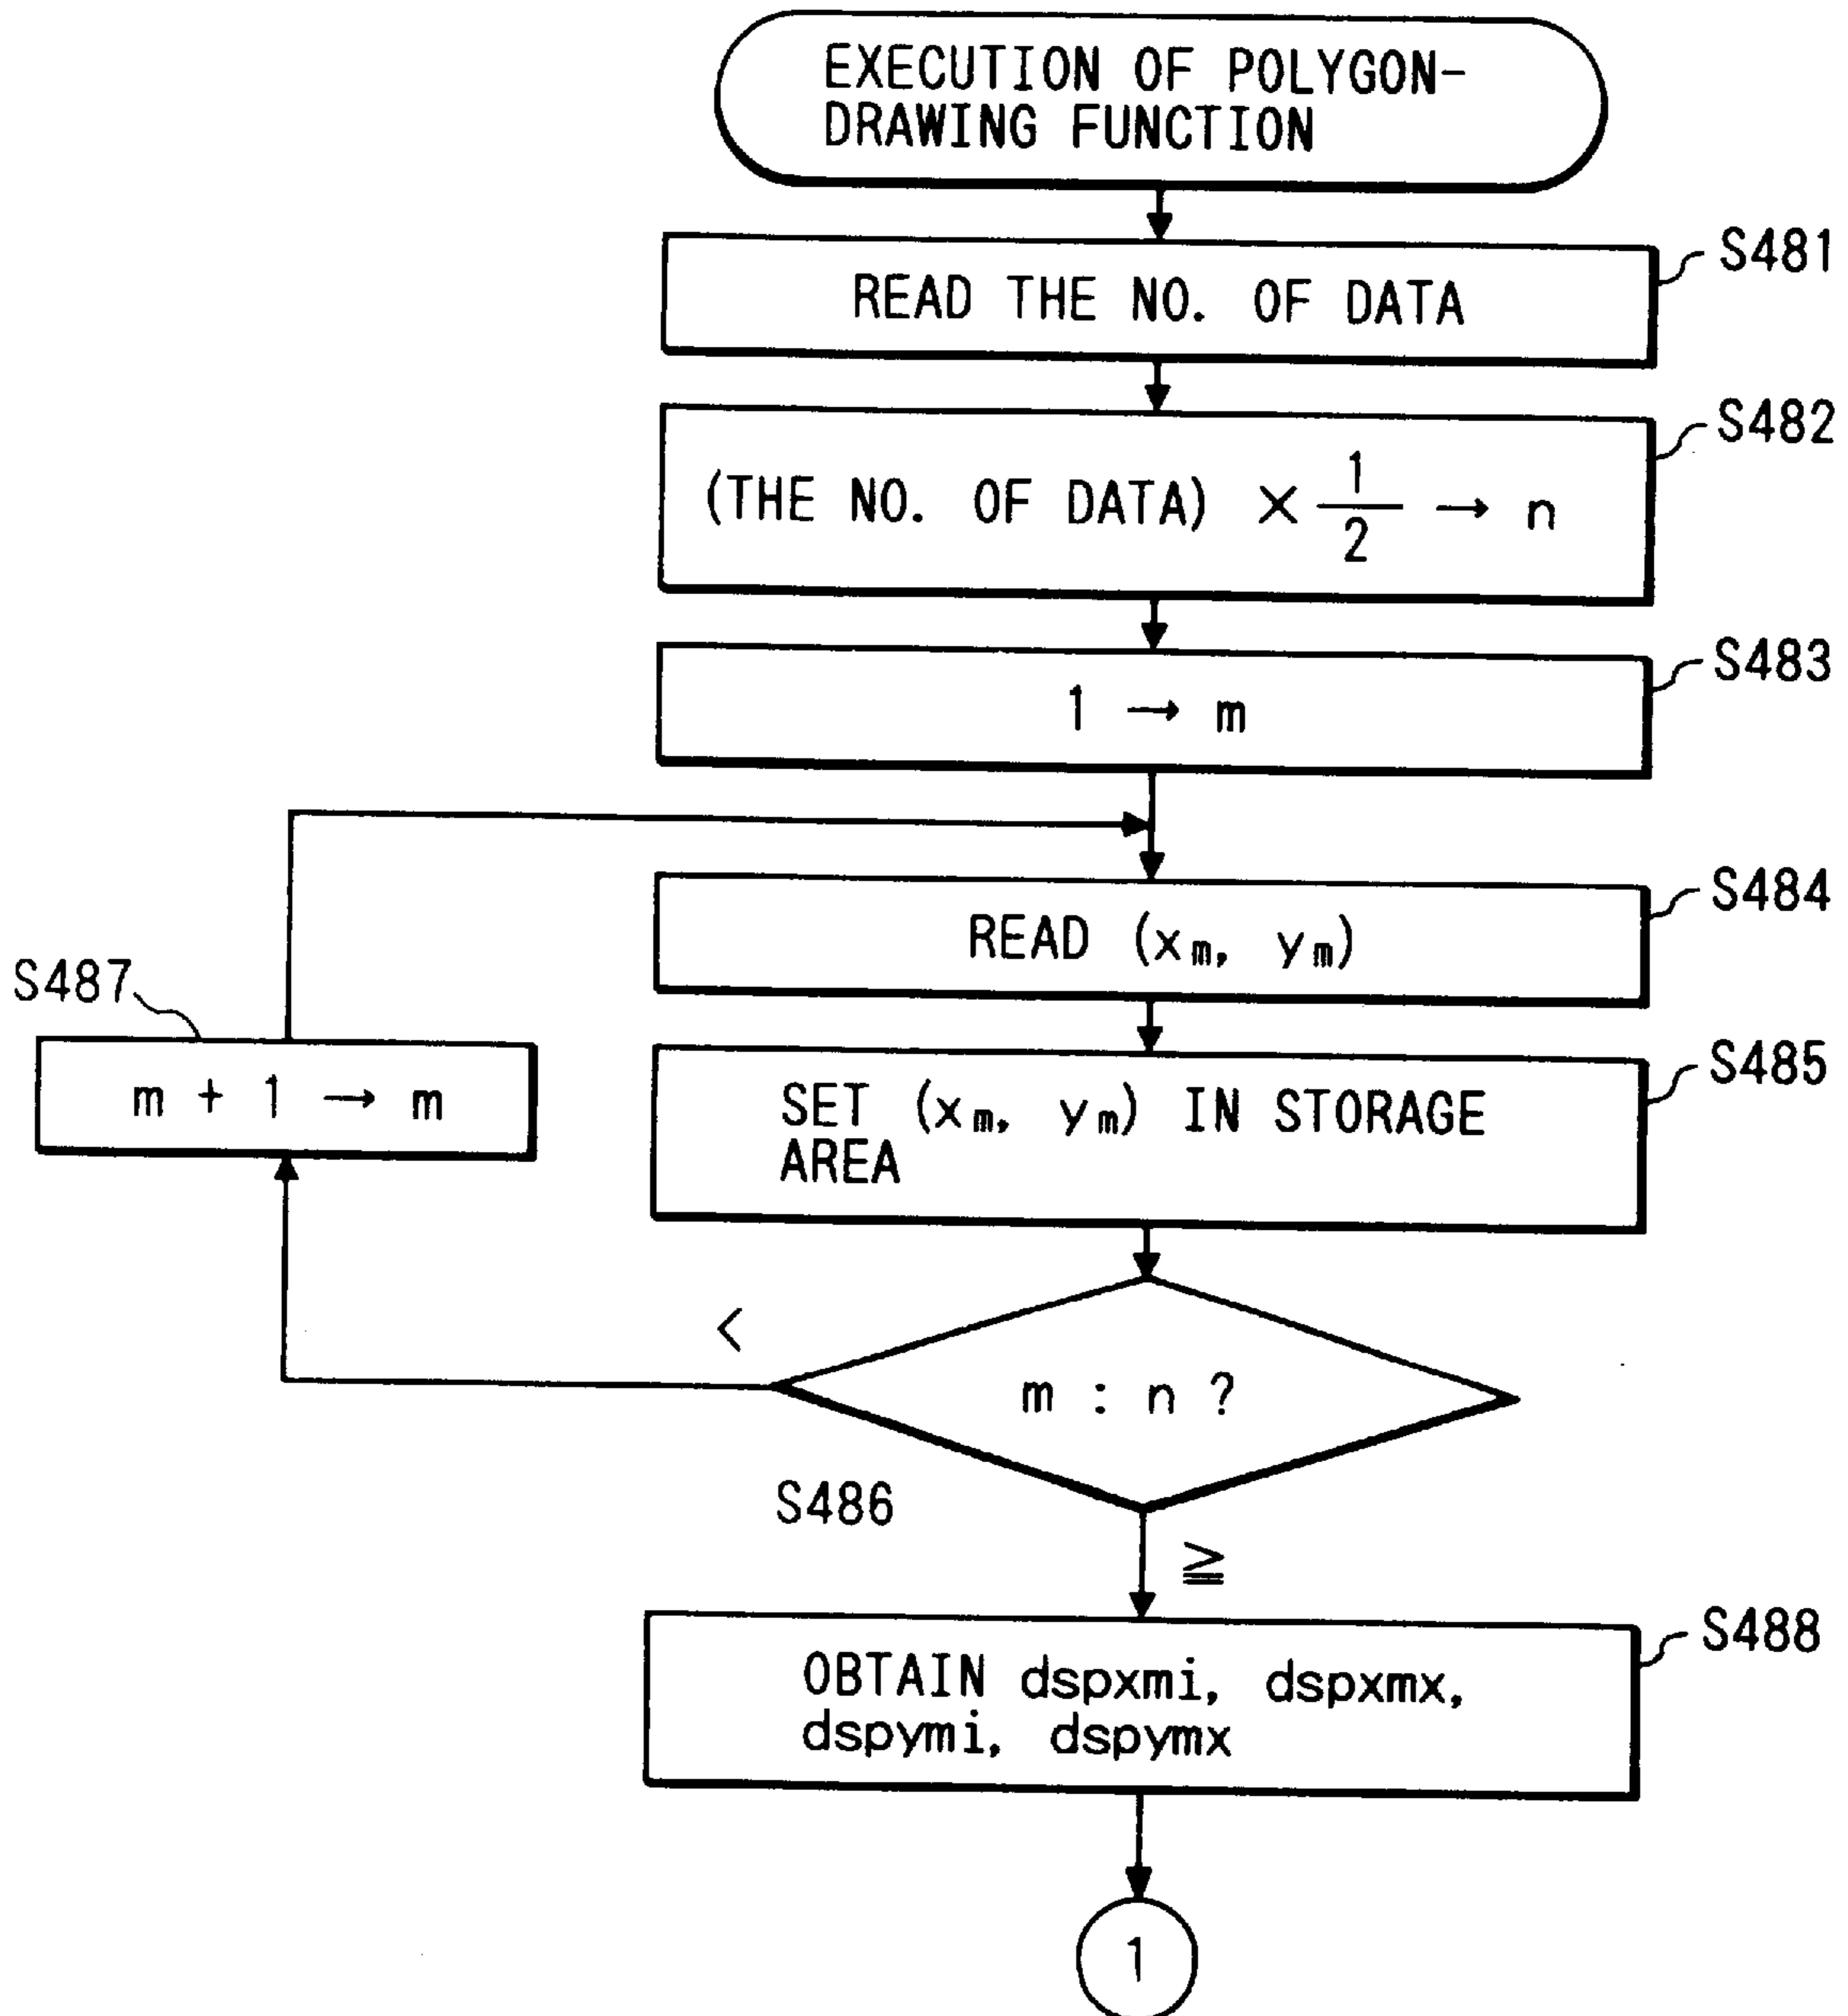 EXECUTION OF POLYGON-
DRAWING FUNCTION
S481
READ THE NO. OF DATA
S482
(THE NO. OF DATA) × 1/2 → n
S483
1 → m
S484
READ (xm, ym)
S487
m + 1 → m
S485
SET (xm, ym) IN STORAGE
AREA
<
m : n ?
S486
≧
S488
OBTAIN dspxmi, dspxmx,
dspymi, dspymx
1